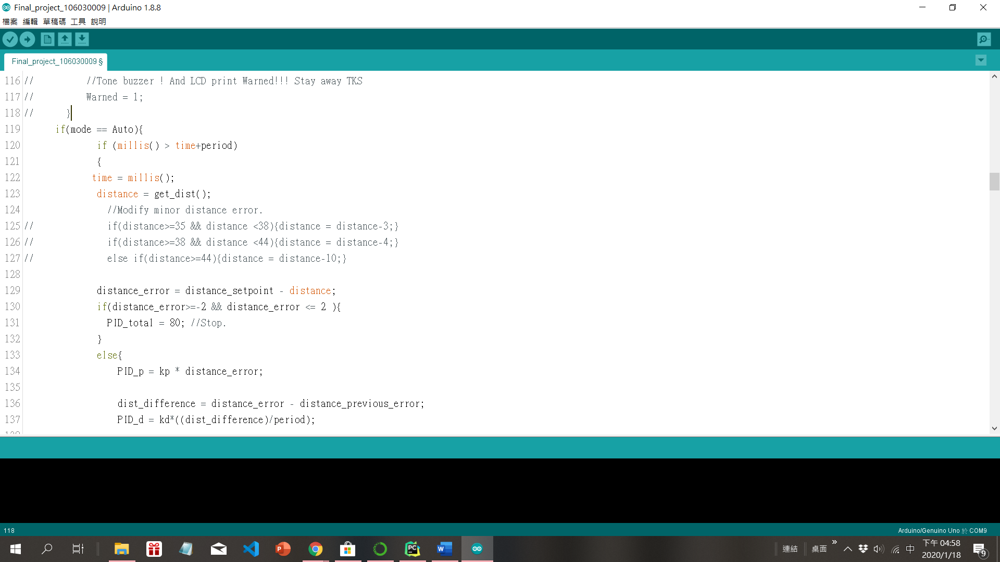 Final_project_106030009 | Arduino 1.8.8
檔案 編輯 草稿碼 工具 說明
Final_project_106030009 §
116 //          //Tone buzzer ! And LCD print Warned!!! Stay away TKS
117 //          Warned = 1;
118 //      }
119       if(mode == Auto){
120               if (millis() > time+period)
121               {
122              time = millis();
123               distance = get_dist();
124                 //Modify minor distance error.
125 //              if(distance>=35 && distance <38){distance = distance-3;}
126 //              if(distance>=38 && distance <44){distance = distance-4;}
127 //              else if(distance>=44){distance = distance-10;}
128
129               distance_error = distance_setpoint - distance;
130               if(distance_error>=-2 && distance_error <= 2 ){
131                 PID_total = 80; //Stop.
132               }
133               else{
134                   PID_p = kp * distance_error;
135
136                   dist_difference = distance_error - distance_previous_error;
137                   PID_d = kd*((dist_difference)/period);
118
Arduino/Genuino Uno 於 COM9
連結 桌面 » 中 下午 04:58
2020/1/18
9